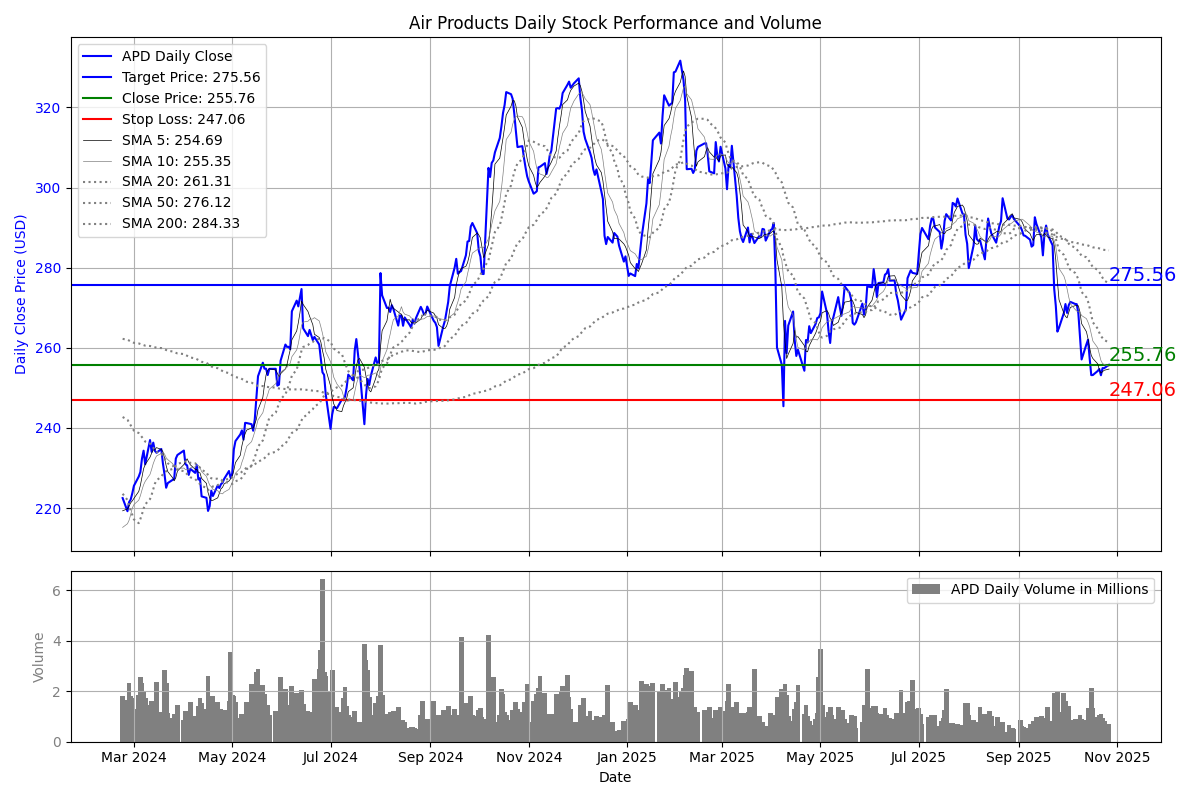 Air Products Daily Stock Performance and Volume
APD Daily Close
Target Price: 275.56
Close Price: 255.76
Stop Loss: 247.06
SMA 5: 254.69
SMA 10: 255.35
SMA 20: 261.31
SMA 50: 276.12
SMA 200: 284.33
Daily Close Price (USD)
320
300
280
260
240
220
275.56
255.76
247.06
APD Daily Volume in Millions
Volume
6
4
2
0
Mar 2024 May 2024 Jul 2024 Sep 2024 Nov 2024 Jan 2025 Mar 2025 May 2025 Jul 2025 Sep 2025 Nov 2025
Date